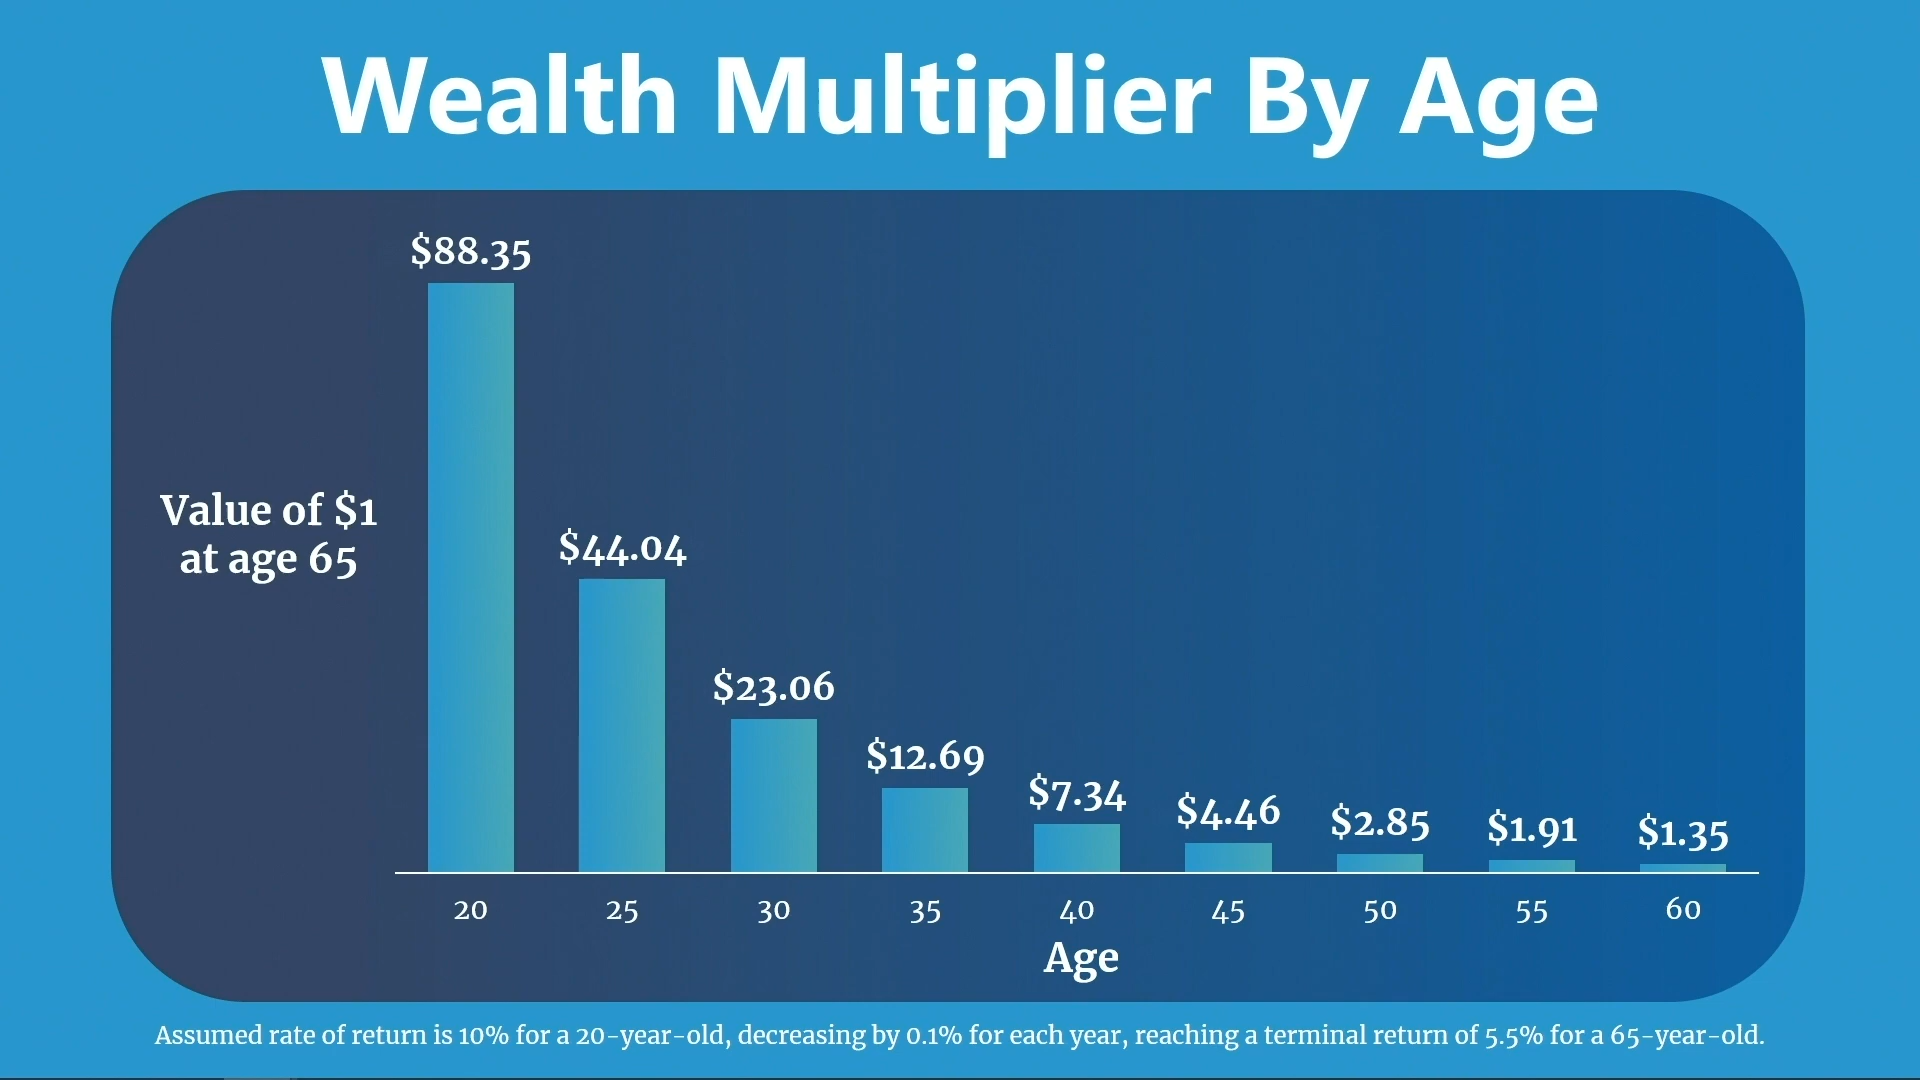 Wealth Multiplier By Age
$88.35
$44.04
$23.06
$12.69
$7.34
$4.46
$2.85
$1.91
$1.35
Value of $1
at age 65
20 25 30 35 40 45 50 55 60
Age
Assumed rate of return is 10% for a 20-year-old, decreasing by 0.1% for each year, reaching a terminal return of 5.5% for a 65-year-old.